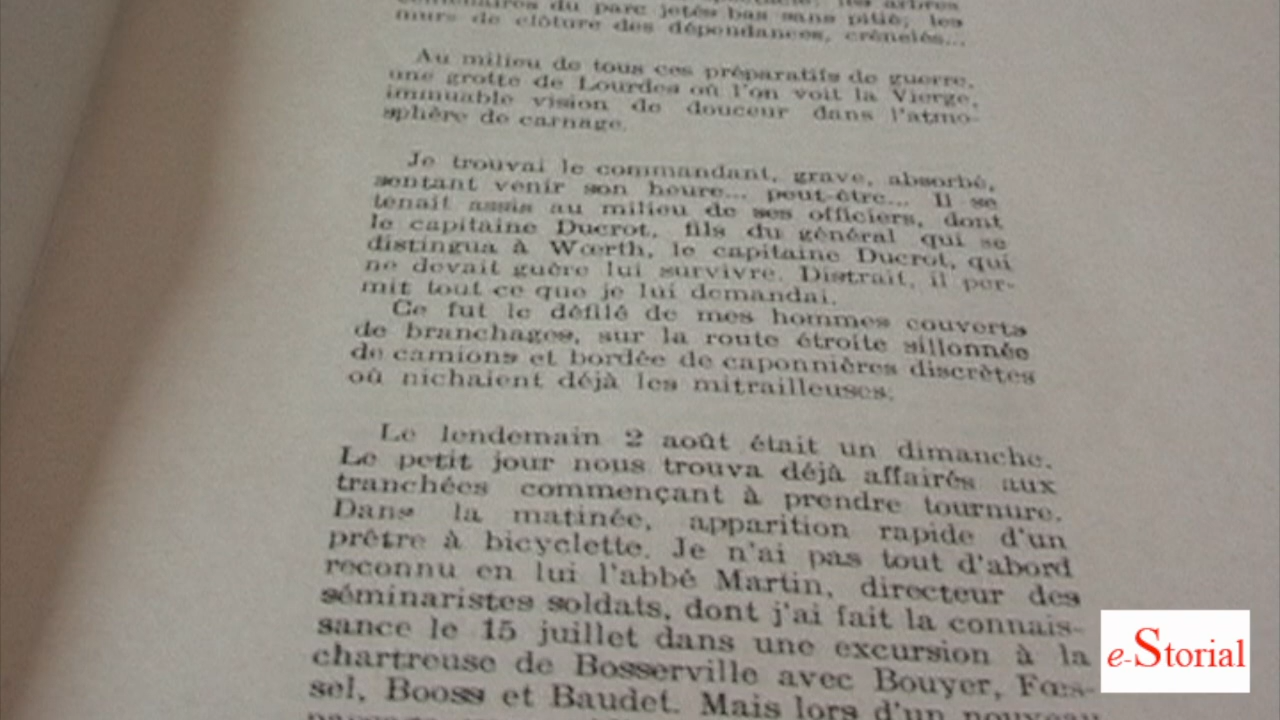 centenaires du parc jetés bas sans pitié; les
murs de clôture des dépendances, crénelés...
Au milieu de tous ces préparatifs de guerre,
une grotte de Lourdes où l'on voit la Vierge,
immuable vision de douceur dans l'atmo-
sphère de carnage.
Je trouvai le commandant, grave, absorbé,
sentant venir son heure... peut-être... Il se
tenait assis au milieu de ses officiers, dont
le capitaine Ducrot, fils du général qui se
distingua à Wœrth, le capitaine Ducrot, qui
ne devait guère lui survivre. Distrait, il per-
mit tout ce que je lui demandai.
Ce fut le défilé de mes hommes couverts
de branchages, sur la route étroite sillonnée
de camions et bordée de caponnières discrètes
où nichaient déjà les mitrailleuses.
Le lendemain 2 août était un dimanche.
Le petit jour nous trouva déjà affairés aux
tranchées commençant à prendre tournure.
Dans la matinée, apparition rapide d'un
prêtre à bicyclette. Je n'ai pas tout d'abord
reconnu en lui l'abbé Martin, directeur des
séminaristes soldats, dont j'ai fait la connais-
sance le 15 juillet dans une excursion à la
chartreuse de Bosserville avec Bouyer, Fœs-
sel, Booss et Baudet. Mais lors d'un nouveau
e-Storial